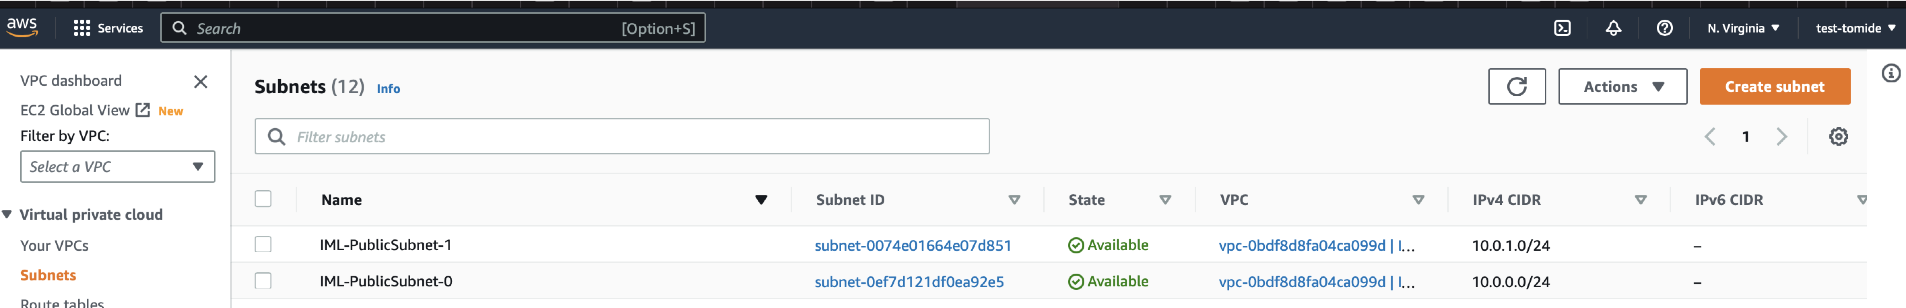 aws
Services
Search
[Option+S]
N. Virginia
test-tomide
VPC dashboard
EC2 Global View New
Filter by VPC:
Select a VPC
Virtual private cloud
Your VPCs
Subnets
Route tables
Subnets (12) Info
Actions
Create subnet
Filter subnets
1
Name Subnet ID State VPC IPv4 CIDR IPv6 CIDR
IML-PublicSubnet-1 subnet-0074e01664e07d851 Available vpc-0bdf8d8fa04ca099d | I... 10.0.1.0/24 –
IML-PublicSubnet-0 subnet-0ef7d121df0ea92e5 Available vpc-0bdf8d8fa04ca099d | I... 10.0.0.0/24 –